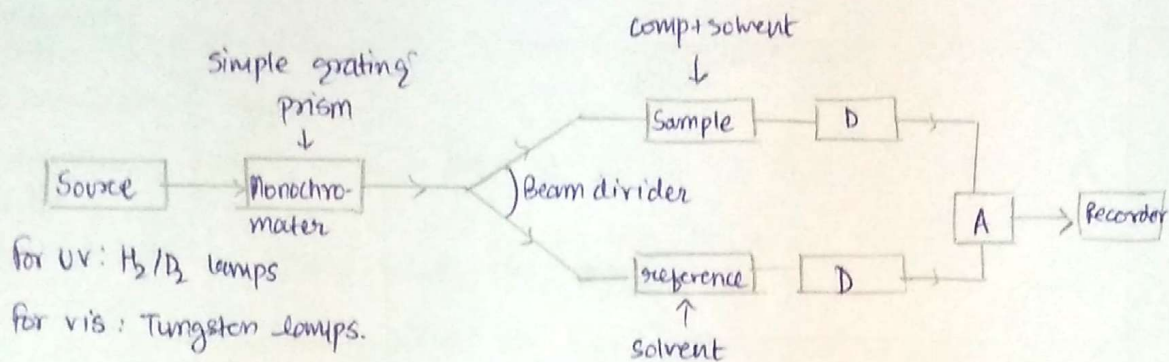 comp+solvent
↓
Simple grating
prism
↓
Sample
D
Source
Monochro-
mater
Beam divider
A
Recorder
for UV: H₂/D₂ lamps
reference
D
for vis: Tungsten lamps.
↑
solvent